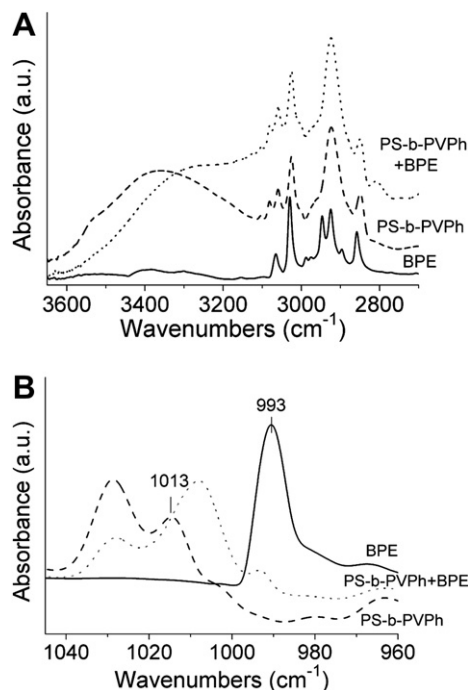 A
Absorbance (a.u.)
PS-b-PVPh
+BPE
PS-b-PVPh
BPE
3600 3400 3200 3000 2800
Wavenumbers (cm⁻¹)
B
Absorbance (a.u.)
993
1013
BPE
PS-b-PVPh+BPE
PS-b-PVPh
1040 1020 1000 980 960
Wavenumbers (cm⁻¹)